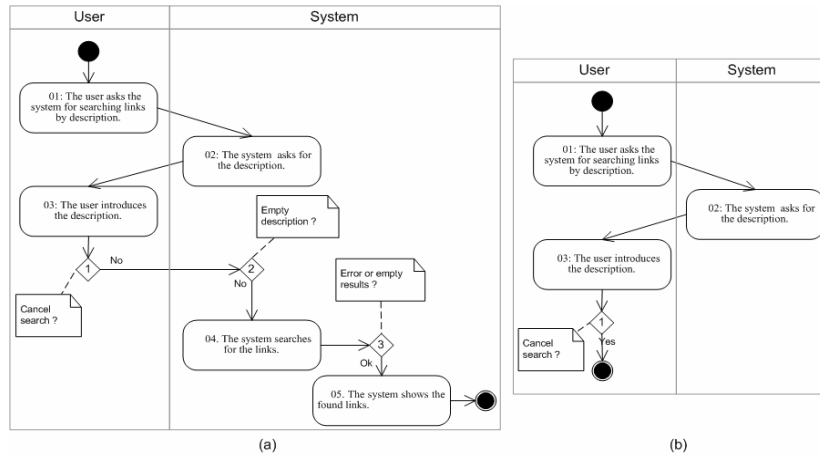 User
System
01: The user asks the
system for searching links
by description.
02: The system asks for
the description.
03: The user introduces
the description.
Empty
description ?
1
No
2
No
Error or empty
results ?
Cancel
search ?
04. The system searches
for the links.
3
Ok
05. The system shows the
found links.
(a)
User
System
01: The user asks the
system for searching links
by description.
02: The system asks for
the description.
03: The user introduces
the description.
1
Yes
Cancel
search ?
(b)